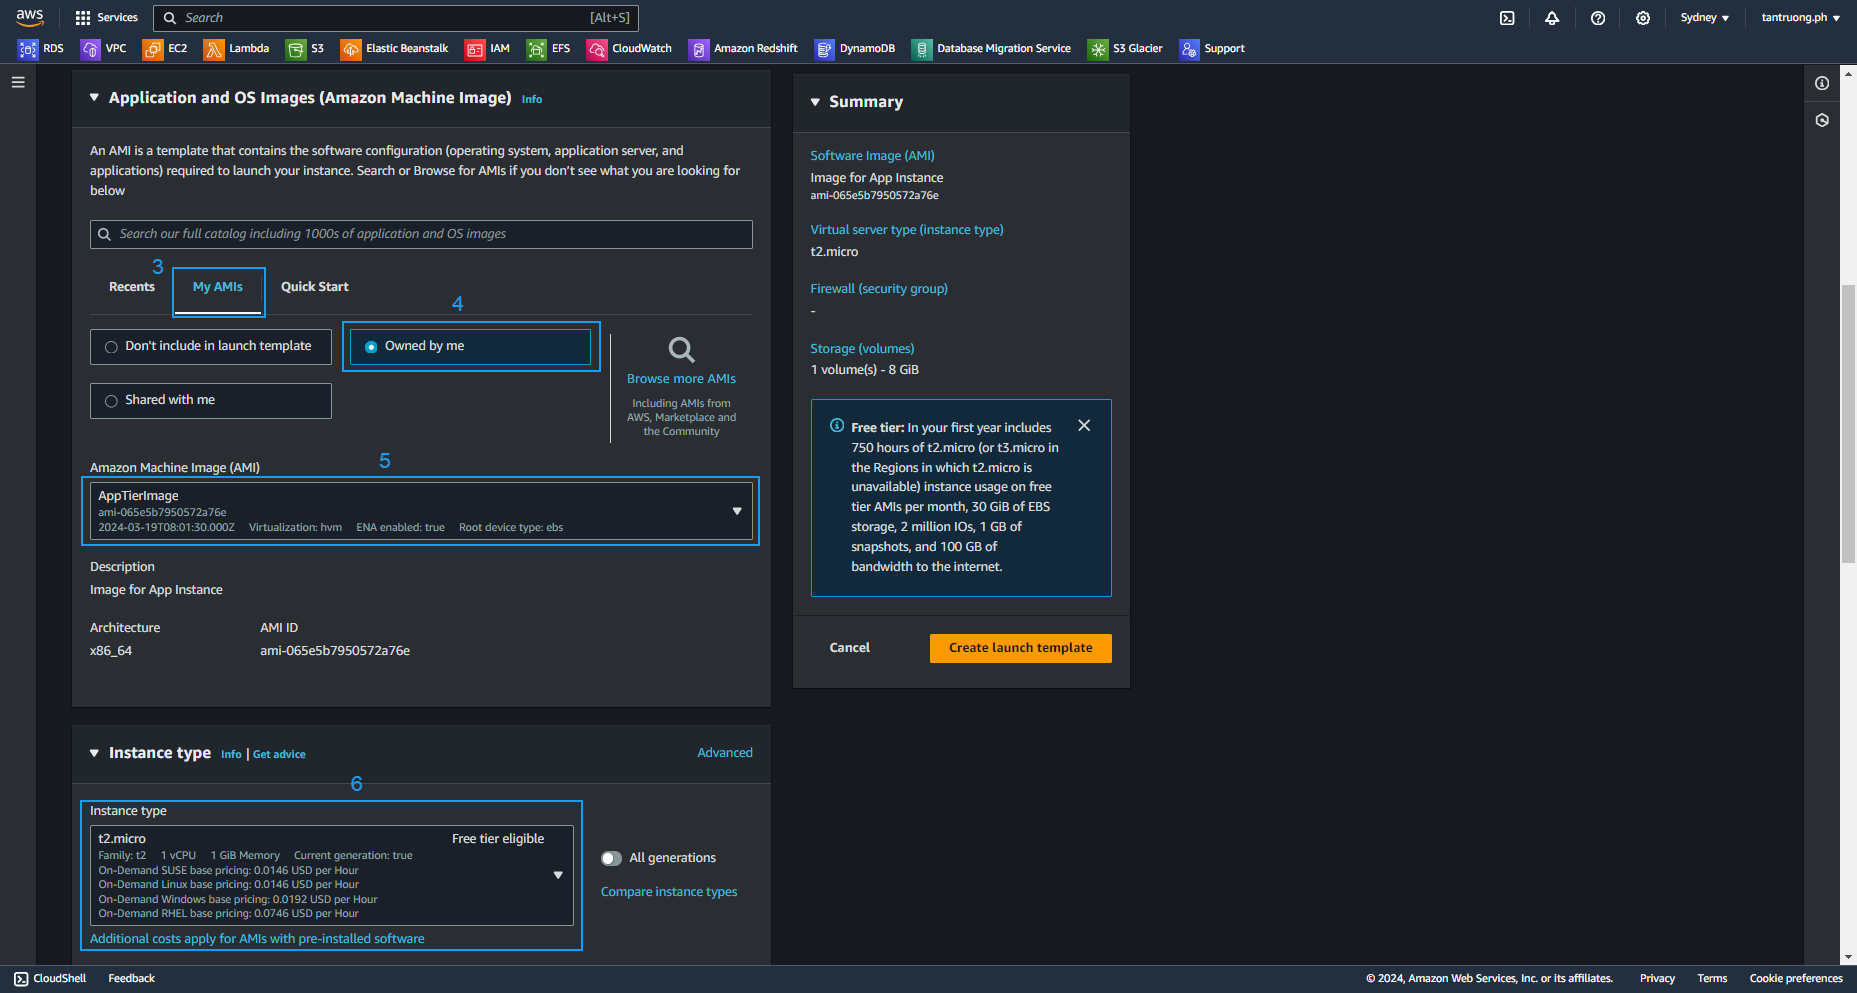 aws
Services
Search
[Alt+S]
Sydney
tantruong.ph
RDS
VPC
EC2
Lambda
S3
Elastic Beanstalk
IAM
EFS
CloudWatch
Amazon Redshift
DynamoDB
Database Migration Service
S3 Glacier
Support
Application and OS Images (Amazon Machine Image) Info
An AMI is a template that contains the software configuration (operating system, application server, and
applications) required to launch your instance. Search or Browse for AMIs if you don't see what you are looking for
below
Search our full catalog including 1000s of application and OS images
3
Recents
My AMIs
Quick Start
4
Don't include in launch template
Owned by me
Shared with me
Browse more AMIs
Including AMIs from
AWS, Marketplace and
the Community
Amazon Machine Image (AMI)
5
AppTierImage
ami-065e5b7950572a76e
2024-03-19T08:01:30.000Z Virtualization: hvm ENA enabled: true Root device type: ebs
Description
Image for App Instance
Architecture
AMI ID
x86_64
ami-065e5b7950572a76e
Instance type Info | Get advice
Advanced
6
Instance type
t2.micro
Free tier eligible
Family: t2 1 vCPU 1 GiB Memory Current generation: true
On-Demand SUSE base pricing: 0.0146 USD per Hour
On-Demand Linux base pricing: 0.0146 USD per Hour
On-Demand Windows base pricing: 0.0192 USD per Hour
On-Demand RHEL base pricing: 0.0746 USD per Hour
Additional costs apply for AMIs with pre-installed software
All generations
Compare instance types
Summary
Software Image (AMI)
Image for App Instance
ami-065e5b7950572a76e
Virtual server type (instance type)
t2.micro
Firewall (security group)
-
Storage (volumes)
1 volume(s) - 8 GiB
Free tier: In your first year includes
750 hours of t2.micro (or t3.micro in
the Regions in which t2.micro is
unavailable) instance usage on free
tier AMIs per month, 30 GiB of EBS
storage, 2 million IOs, 1 GB of
snapshots, and 100 GB of
bandwidth to the internet.
Cancel
Create launch template
CloudShell
Feedback
© 2024, Amazon Web Services, Inc. or its affiliates.
Privacy
Terms
Cookie preferences